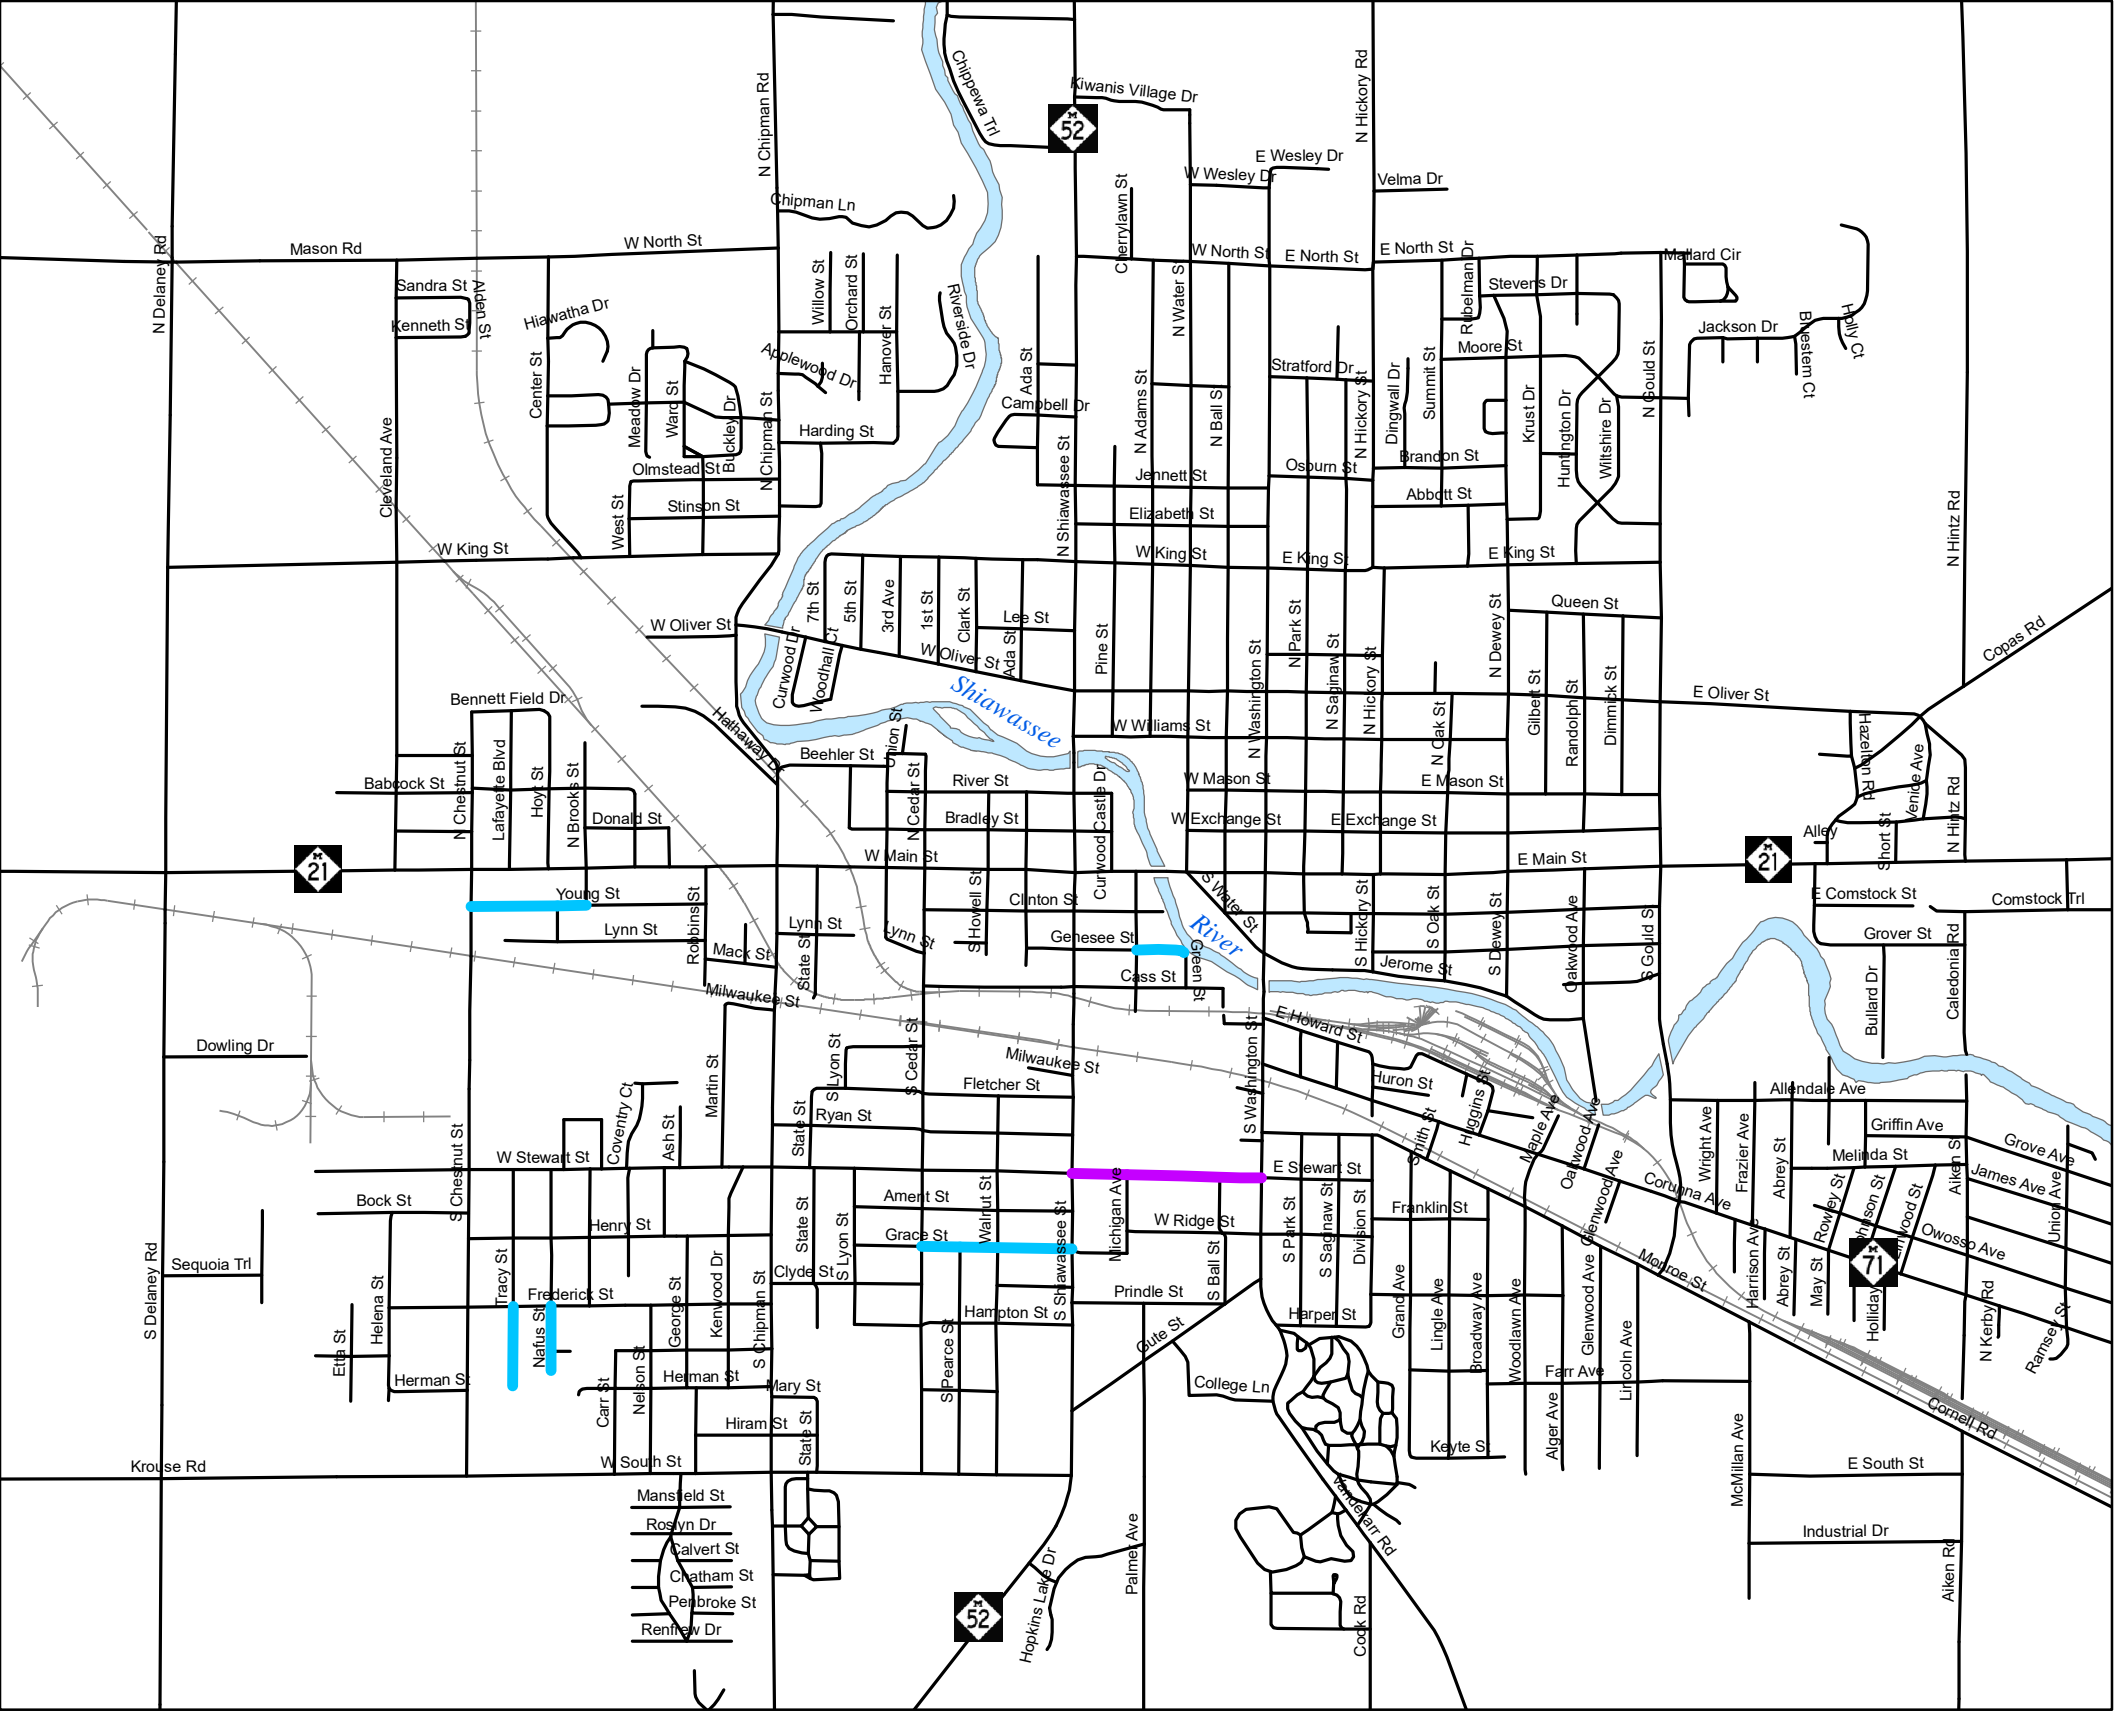 N Chipman Rd
Chippewa Trl
Kiwanis Village Dr
M
52
N Hickory Rd
E Wesley Dr
W Wesley Dr
Velma Dr
Chipman Ln
Cherrylawn St
N Delaney Rd
Mason Rd
W North St
W North St
E North St
E North St
Mallard Cir
Sandra St
Kenneth St
Alden St
Hiawatha Dr
Willow St
Orchard St
Hanover St
Riverside Dr
N Water St
Rubelman Dr
Stevens Dr
Jackson Dr
Bluestem Ct
Holly Ct
Center St
Meadow Dr
Ward St
Buckley Dr
N Chipman St
Applewood Dr
Harding St
Ada St
Campbell Dr
N Adams St
N Ball St
Stratford Dr
N Hickory St
Dingwall Dr
Summit St
Moore St
Krust Dr
Huntington Dr
Wiltshire Dr
N Gould St
Cleveland Ave
Olmstead St
Stinson St
West St
N Shiawassee St
Jennett St
Osburn St
Brandon St
Elizabeth St
Abbott St
N Hintz Rd
W King St
W King St
E King St
E King St
7th St
5th St
3rd Ave
1st St
Clark St
Lee St
Ada St
W Oliver St
W Oliver St
Curwood Dr
Woodhall Ct
Pine St
N Washington St
N Park St
N Saginaw St
N Hickory St
N Dewey St
Queen St
Gilbert St
Randolph St
Dimmick St
E Oliver St
Copas Rd
Bennett Field Dr
Hathaway Dr
Shiawassee
W Williams St
N Oak St
Babcock St
N Chestnut St
Lafayette Blvd
Hoyt St
N Brooks St
Donald St
Beehler St
Union St
N Cedar St
River St
Bradley St
Curwood Castle Dr
W Mason St
E Mason St
W Exchange St
E Exchange St
Hazelton Rd
Venice Ave
Short St
Alley
N Hintz Rd
M
21
W Main St
E Main St
M
21
Young St
Lynn St
Robbins St
Mack St
Lynn St
State St
Lynn St
S Howell St
Clinton St
Genesee St
Cass St
Green St
S Water St
River
S Hickory St
S Oak St
S Dewey St
Oakwood Ave
S Gould St
Jerome St
E Comstock St
Comstock Trl
Grover St
Bullard Dr
Caledonia Rd
Milwaukee St
Dowling Dr
Martin St
S Lyon St
S Cedar St
Milwaukee St
Fletcher St
E Howard St
S Washington St
Huron St
Huggins St
Smith St
Maple Ave
Oakwood Ave
Glenwood Ave
Corunna Ave
Allendale Ave
Griffin Ave
Grove Ave
Melinda St
James Ave
Wright Ave
Frazier Ave
Abrey St
Aiken St
Union Ave
S Chestnut St
Coventry Ct
Ash St
State St
Ryan St
W Stewart St
E Stewart St
Bock St
Henry St
Ament St
Grace St
Walnut St
Michigan Ave
W Ridge St
S Park St
S Saginaw St
Division St
Franklin St
Rowley St
Johnson St
Linwood St
Owosso Ave
M
71
S Delaney Rd
Sequoia Trl
Helena St
Tracy St
Frederick St
Nafus St
Etta St
Herman St
Nelson St
Carr St
George St
Kenwood Dr
S Chipman St
State St
S Lyon St
Clyde St
Hampton St
S Pearce St
S Shiawassee St
Prindle St
S Ball St
Gute St
Harper St
College Ln
Grand Ave
Lingle Ave
Broadway Ave
Woodlawn Ave
Glenwood Ave
Lincoln Ave
Alger Ave
Farr Ave
Keyte St
Monroe St
Harrison Ave
Abrey St
May St
Holliday
N Kerby Rd
Ramsey St
Cornell Rd
Herman St
Mary St
Hiram St
State St
Krouse Rd
W South St
Mansfield St
Roslyn Dr
Calvert St
Chatham St
Penbroke St
Renfrew Dr
M
52
Hopkins Lake Dr
Palmer Ave
Vandekarr Rd
Cook Rd
McMillan Ave
E South St
Industrial Dr
Aiken Rd